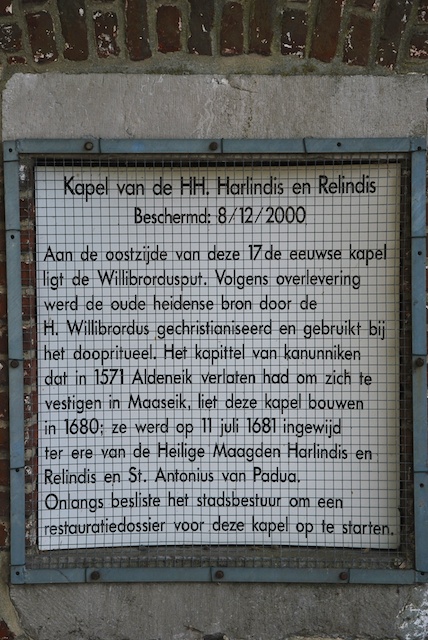 Kapel van de HH. Harlindis en Relindis
Beschermd: 8/12/2000
Aan de oostzijde van deze 17de eeuwse kapel
ligt de Willibrordusput. Volgens overlevering
werd de oude heidense bron door de
H. Willibrordus gechristianiseerd en gebruikt bij
het doopritueel. Het kapittel van kanunniken
dat in 1571 Aldeneik verlaten had om zich te
vestigen in Maaseik, liet deze kapel bouwen
in 1680; ze werd op 11 juli 1681 ingewijd
ter ere van de Heilige Maagden Harlindis en
Relindis en St. Antonius van Padua.
Onlangs besliste het stadsbestuur om een
restauratiedossier voor deze kapel op te starten.